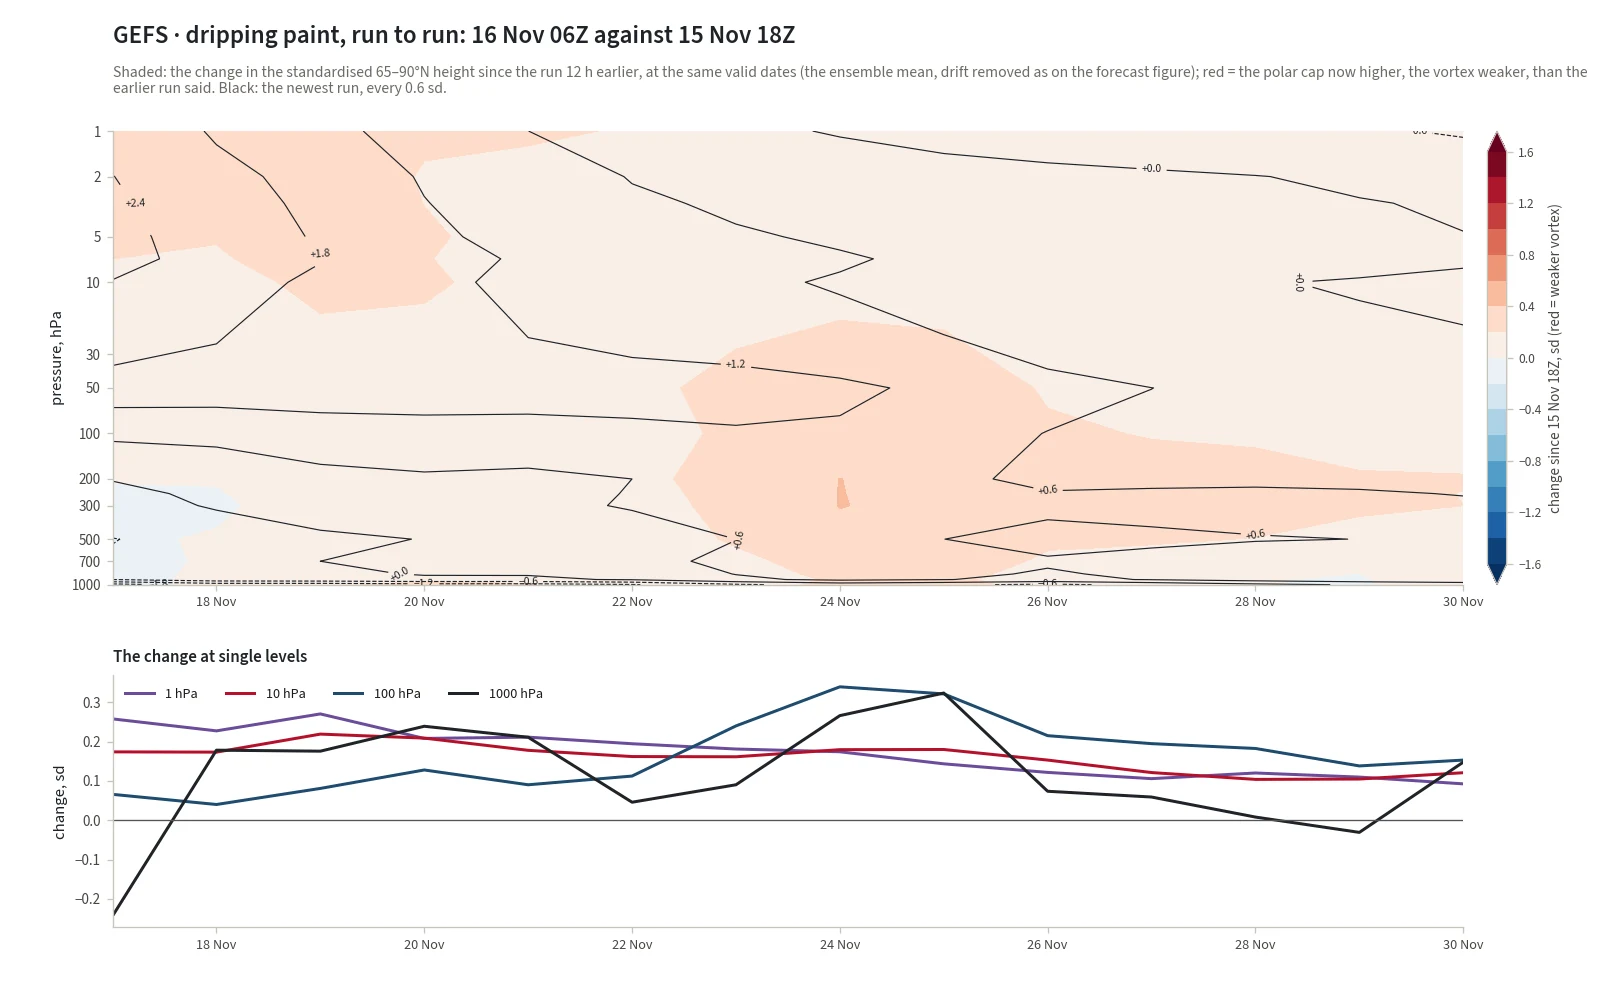 GEFS · dripping paint, run to run: 16 Nov 06Z against 15 Nov 18Z
Shaded: the change in the standardised 65–90°N height since the run 12 h earlier, at the same valid dates (the ensemble mean, drift removed as on the forecast figure); red = the polar cap now higher, the vortex weaker, than the
earlier run said. Black: the newest run, every 0.6 sd.
pressure, hPa
1
2
5
10
30
50
100
200
300
500
700
1000
+2.4
+1.8
+1.2
+0.0
+0.0
+0.6
+0.6
+0.6
+0.0
18 Nov
20 Nov
22 Nov
24 Nov
26 Nov
28 Nov
30 Nov
1.6
1.2
0.8
0.4
0.0
−0.4
−0.8
−1.2
−1.6
change since 15 Nov 18Z, sd (red = weaker vortex)
The change at single levels
1 hPa
10 hPa
100 hPa
1000 hPa
change, sd
0.3
0.2
0.1
0.0
−0.1
−0.2
18 Nov
20 Nov
22 Nov
24 Nov
26 Nov
28 Nov
30 Nov